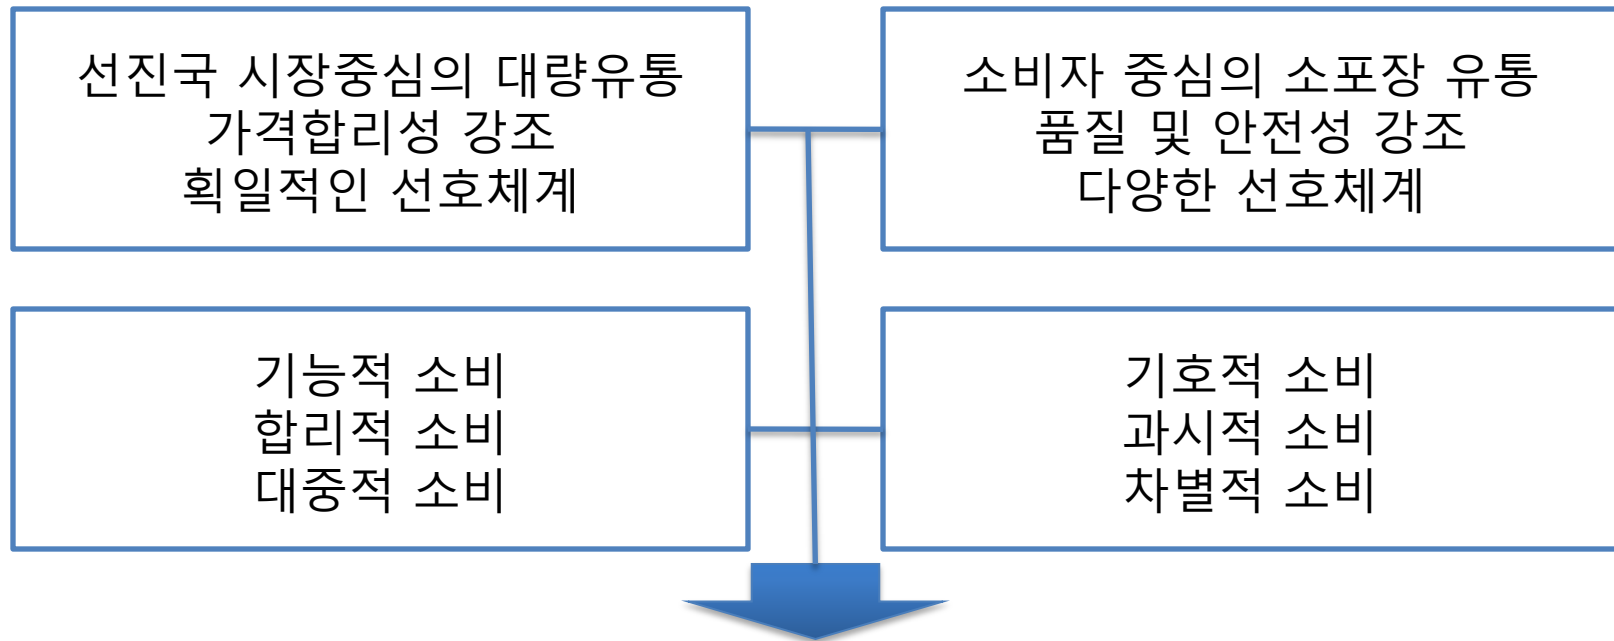 선진국 시장중심의 대량유통
가격합리성 강조
획일적인 선호체계
소비자 중심의 소포장 유통
품질 및 안전성 강조
다양한 선호체계
기능적 소비
합리적 소비
대중적 소비
기호적 소비
과시적 소비
차별적 소비